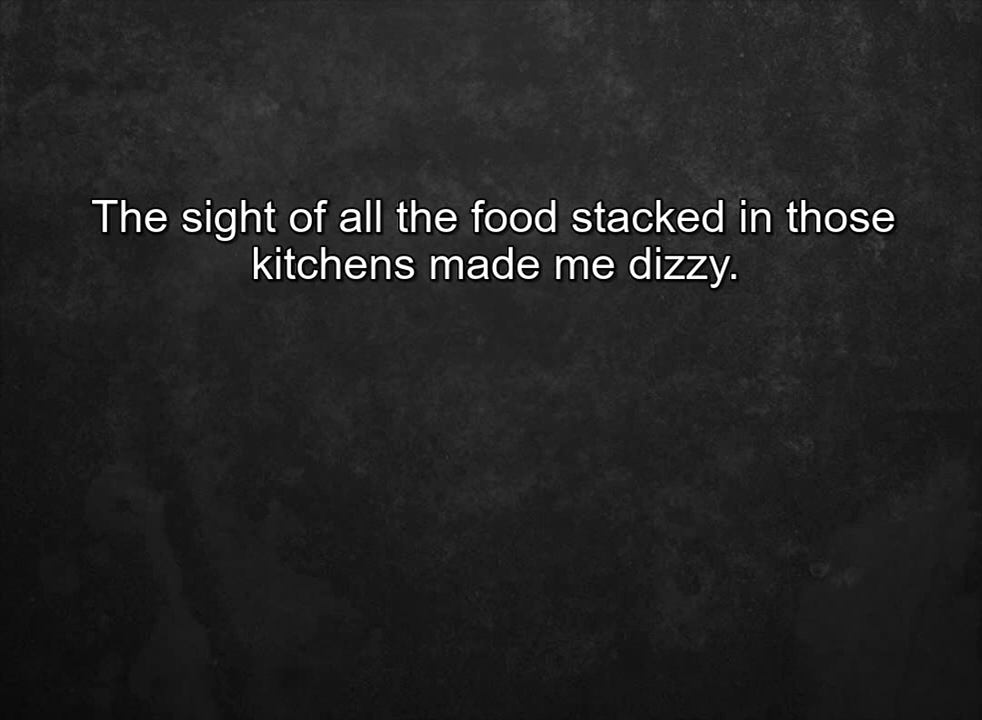 The sight of all the food stacked in those
kitchens made me dizzy.